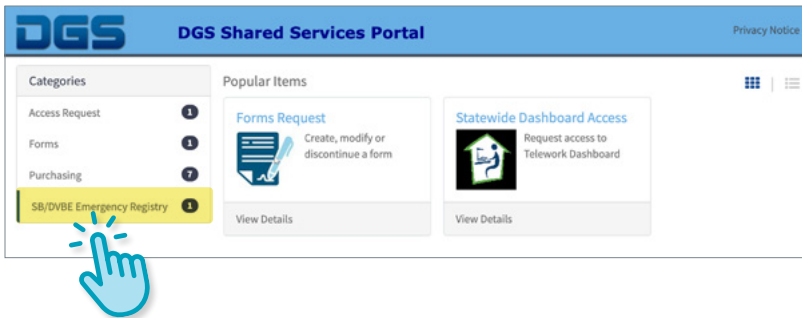 DGS DGS Shared Services Portal Privacy Notice
Categories
Access Request 1
Forms 1
Purchasing 7
SB/DVBE Emergency Registry 1
Popular Items
Forms Request
Create, modify or
discontinue a form
View Details
Statewide Dashboard Access
Request access to
Telework Dashboard
View Details